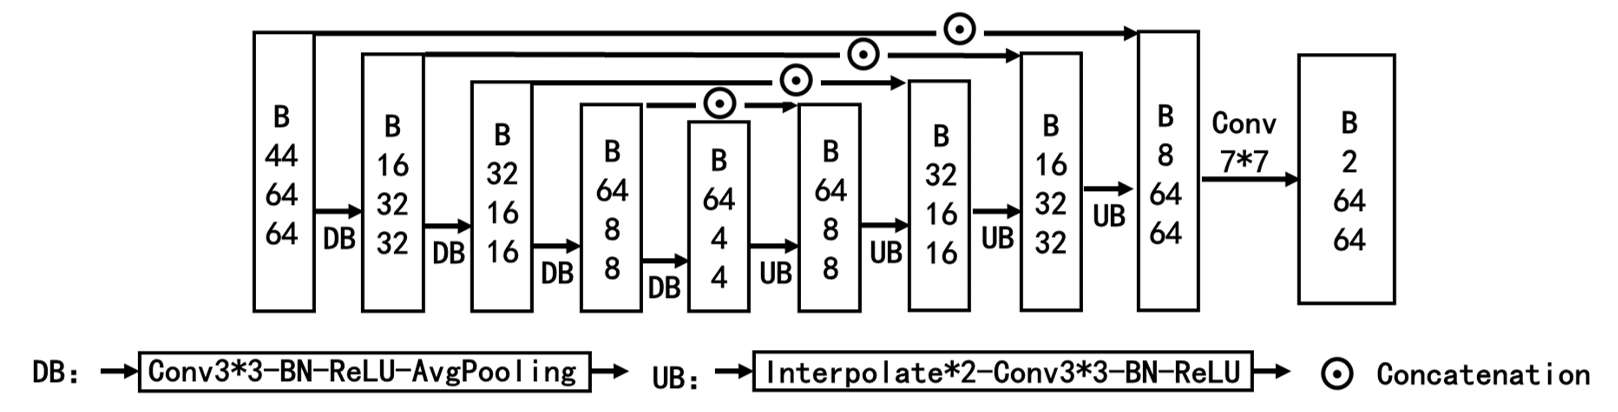 B
44
64
64
DB
B
16
32
32
DB
B
32
16
16
DB
B
64
8
8
DB
B
64
4
4
UB
B
64
8
8
UB
B
32
16
16
UB
B
16
32
32
UB
B
8
64
64
Conv
7*7
B
2
64
64
DB: Conv3*3-BN-ReLU-AvgPooling UB: Interpolate*2-Conv3*3-BN-ReLU Concatenation